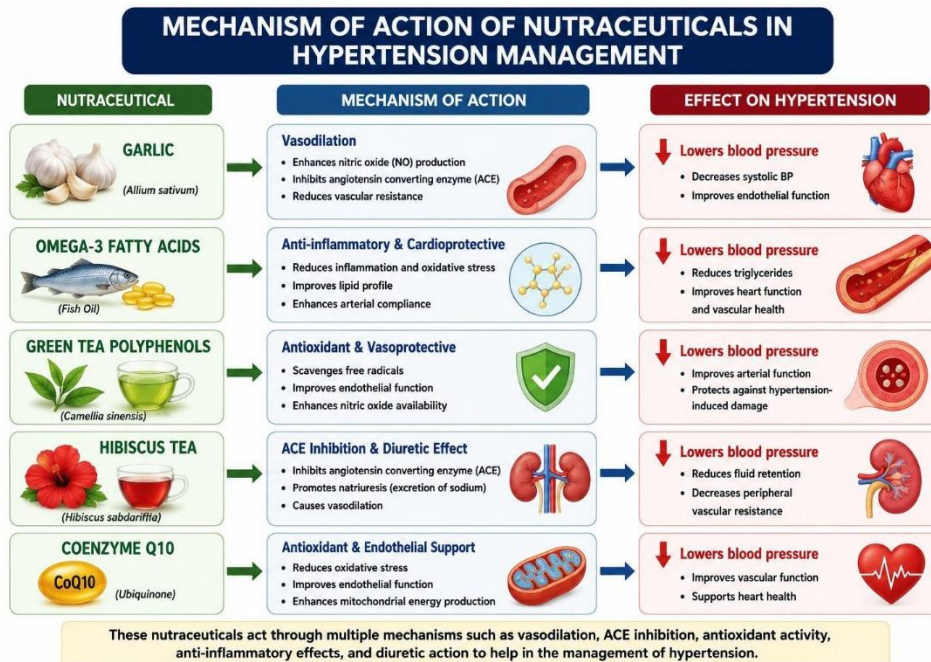 MECHANISM OF ACTION OF NUTRACEUTICALS IN
HYPERTENSION MANAGEMENT
NUTRACEUTICAL
MECHANISM OF ACTION
EFFECT ON HYPERTENSION
GARLIC
(Allium sativum)
Vasodilation
• Enhances nitric oxide (NO) production
• Inhibits angiotensin converting enzyme (ACE)
• Reduces vascular resistance
Lowers blood pressure
• Decreases systolic BP
• Improves endothelial function
OMEGA-3 FATTY ACIDS
(Fish Oil)
Anti-inflammatory & Cardioprotective
• Reduces inflammation and oxidative stress
• Improves lipid profile
• Enhances arterial compliance
Lowers blood pressure
• Reduces triglycerides
• Improves heart function
and vascular health
GREEN TEA POLYPHENOLS
(Camellia sinensis)
Antioxidant & Vasoprotective
• Scavenges free radicals
• Improves endothelial function
• Enhances nitric oxide availability
Lowers blood pressure
• Improves arterial function
• Protects against hypertension-
induced damage
HIBISCUS TEA
(Hibiscus sabdariffa)
ACE Inhibition & Diuretic Effect
• Inhibits angiotensin converting enzyme (ACE)
• Promotes natriuresis (excretion of sodium)
• Causes vasodilation
Lowers blood pressure
• Reduces fluid retention
• Decreases peripheral
vascular resistance
COENZYME Q10
CoQ10
(Ubiquinone)
Antioxidant & Endothelial Support
• Reduces oxidative stress
• Improves endothelial function
• Enhances mitochondrial energy production
Lowers blood pressure
• Improves vascular function
• Supports heart health
These nutraceuticals act through multiple mechanisms such as vasodilation, ACE inhibition, antioxidant activity,
anti-inflammatory effects, and diuretic action to help in the management of hypertension.